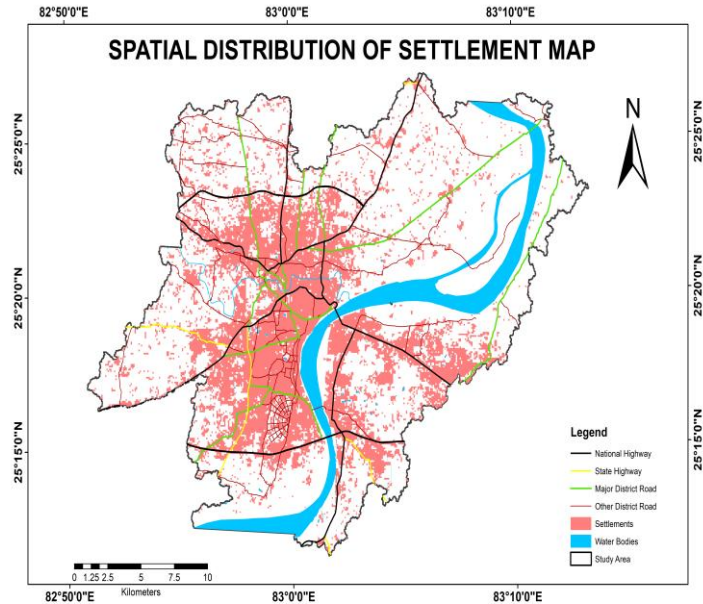 82°50'0"E 83°0'0"E 83°10'0"E
SPATIAL DISTRIBUTION OF SETTLEMENT MAP
N
25°25'0"N 25°25'0"N
25°20'0"N 25°20'0"N
25°15'0"N 25°15'0"N
Legend
National Highway
State Highway
Major District Road
Other District Road
Settlements
Water Bodies
Study Area
0 1.25 2.5 5 7.5 10
Kilometers
82°50'0"E 83°0'0"E 83°10'0"E